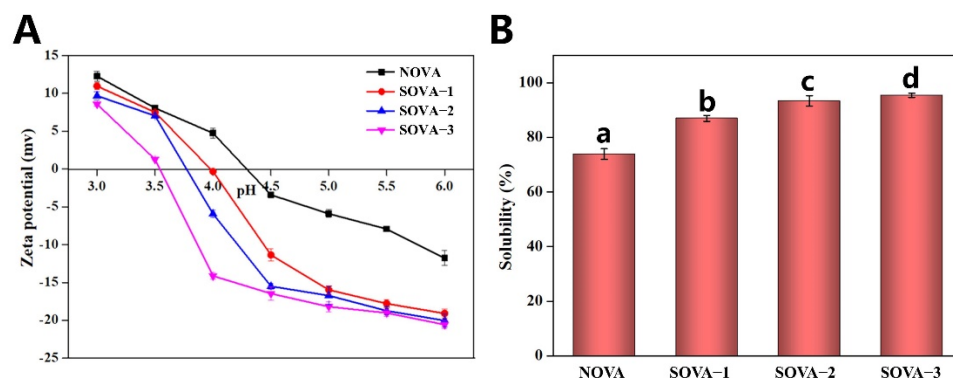 A
15
10
5
0
-5
-10
-15
-20
-25
Zeta potential (mv)
3.0 3.5 4.0 4.5 5.0 5.5 6.0
pH
NOVA
SOVA-1
SOVA-2
SOVA-3
B
100
80
60
40
20
0
Solubility (%)
a b c d
NOVA SOVA-1 SOVA-2 SOVA-3